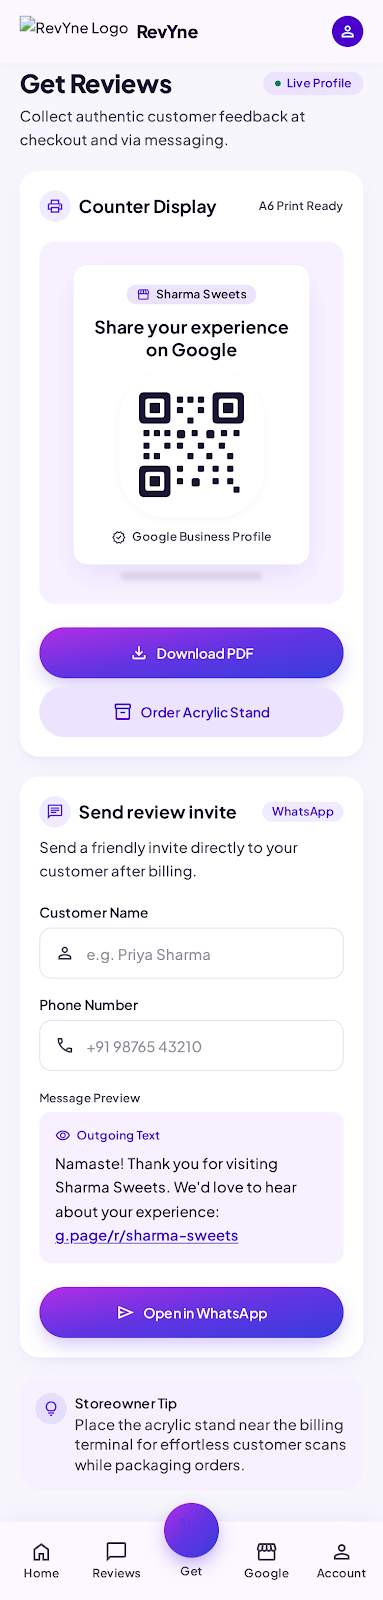 RevYne Logo RevYne
Get Reviews
Live Profile
Collect authentic customer feedback at
checkout and via messaging.
Counter Display
A6 Print Ready
Sharma Sweets
Share your experience
on Google
Google Business Profile
Download PDF
Order Acrylic Stand
Send review invite
WhatsApp
Send a friendly invite directly to your
customer after billing.
Customer Name
e.g. Priya Sharma
Phone Number
+91 98765 43210
Message Preview
Outgoing Text
Namaste! Thank you for visiting
Sharma Sweets. We'd love to hear
about your experience:
g.page/r/sharma-sweets
Open in WhatsApp
Storeowner Tip
Place the acrylic stand near the billing
terminal for effortless customer scans
while packaging orders.
Home
Reviews
Get
Google
Account